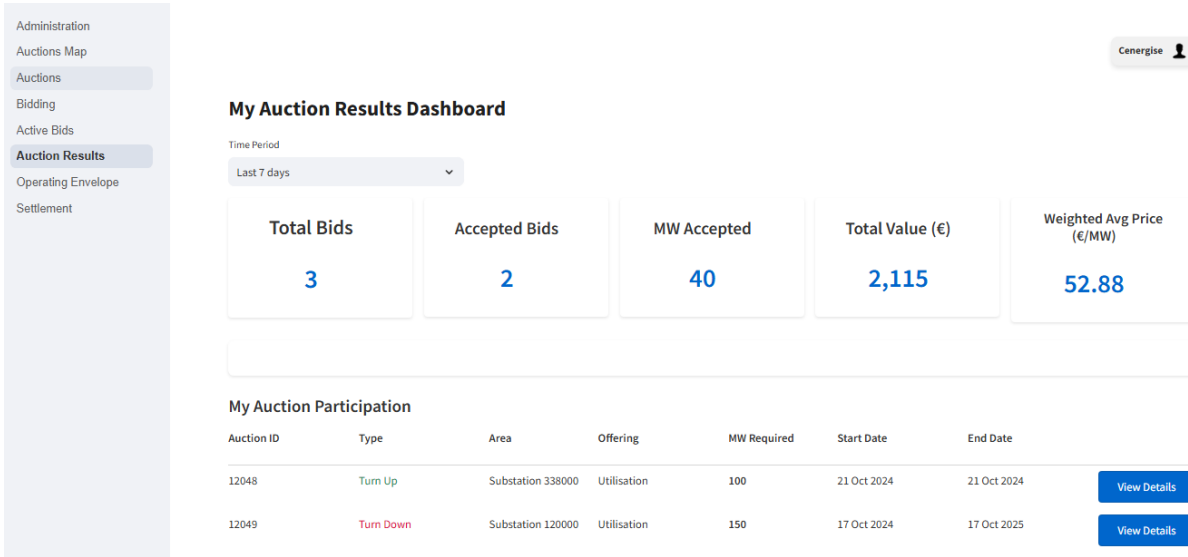 Administration
Auctions Map
Auctions
Bidding
Active Bids
Auction Results
Operating Envelope
Settlement
Cenergise
My Auction Results Dashboard
Time Period
Last 7 days
Total Bids
3
Accepted Bids
2
MW Accepted
40
Total Value (€)
2,115
Weighted Avg Price
(€/MW)
52.88
My Auction Participation
Auction ID Type Area Offering MW Required Start Date End Date
12048 Turn Up Substation 338000 Utilisation 100 21 Oct 2024 21 Oct 2024 View Details
12049 Turn Down Substation 120000 Utilisation 150 17 Oct 2024 17 Oct 2025 View Details